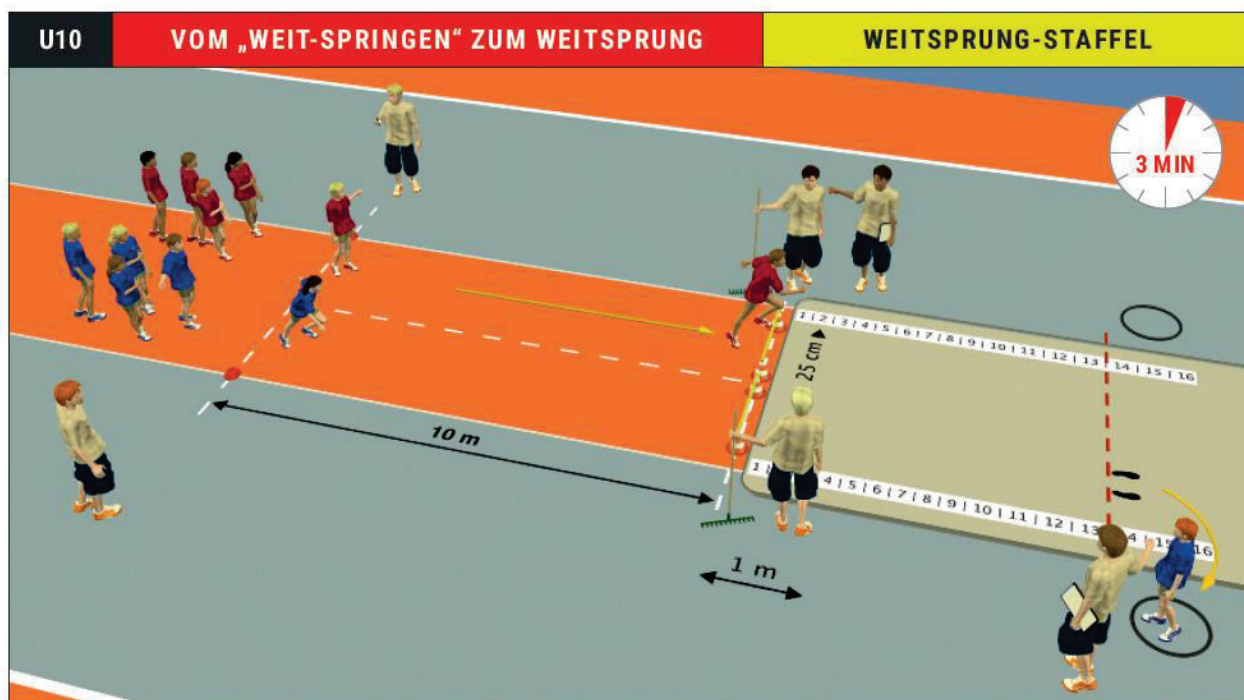 U10
VOM „WEIT-SPRINGEN“ ZUM WEITSPRUNG
WEITSPRUNG-STAFFEL
3 MIN
1 | 2 | 3 | 4 | 5 | 6 | 7 | 8 | 9 | 10 | 11 | 12 | 13 | 14 | 15 | 16
25 cm
10 m
1
4 | 5 | 6 | 7 | 8 | 9 | 10 | 11 | 12 | 13
4 | 15 | 16
1 m